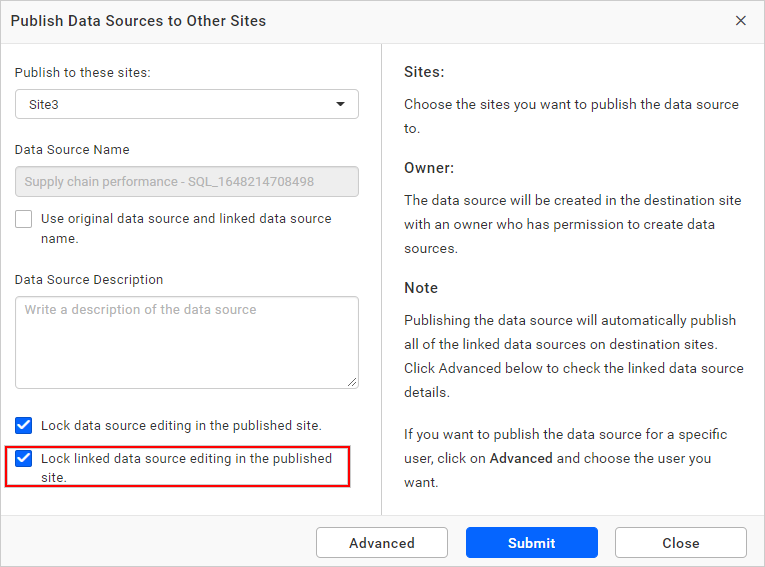 Publish Data Sources to Other Sites
Publish to these sites:
Site3
Data Source Name
Supply chain performance - SQL_1648214708498
Use original data source and linked data source
name.
Data Source Description
Write a description of the data source
Lock data source editing in the published site.
Lock linked data source editing in the published
site.
Sites:
Choose the sites you want to publish the data source
to.
Owner:
The data source will be created in the destination site
with an owner who has permission to create data
sources.
Note
Publishing the data source will automatically publish
all of the linked data sources on destination sites.
Click Advanced below to check the linked data source
details.
If you want to publish the data source for a specific
user, click on Advanced and choose the user you
want.
Advanced
Submit
Close